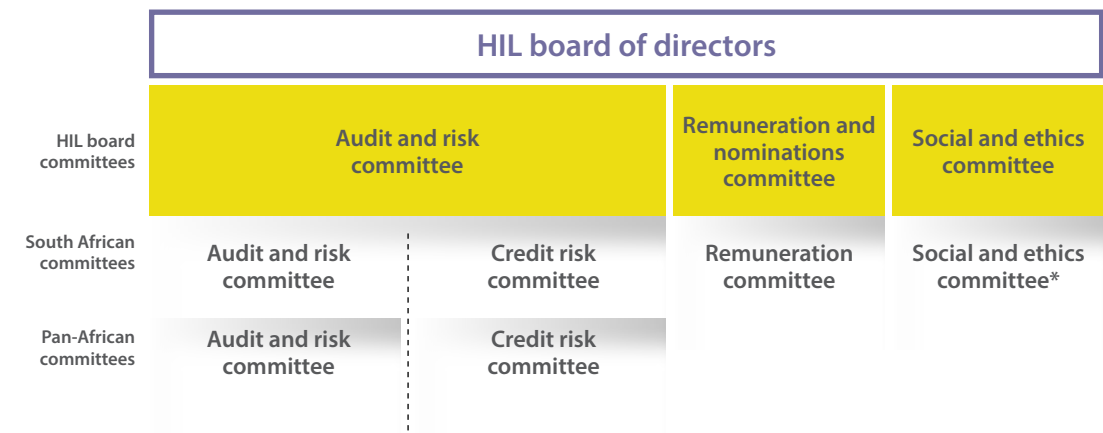 HIL board of directors
HIL board
committees
Audit and risk
committee
Remuneration and
nominations
committee
Social and ethics
committee
South African
committees
Audit and risk
committee
Credit risk
committee
Remuneration
committee
Social and ethics
committee*
Pan-African
committees
Audit and risk
committee
Credit risk
committee